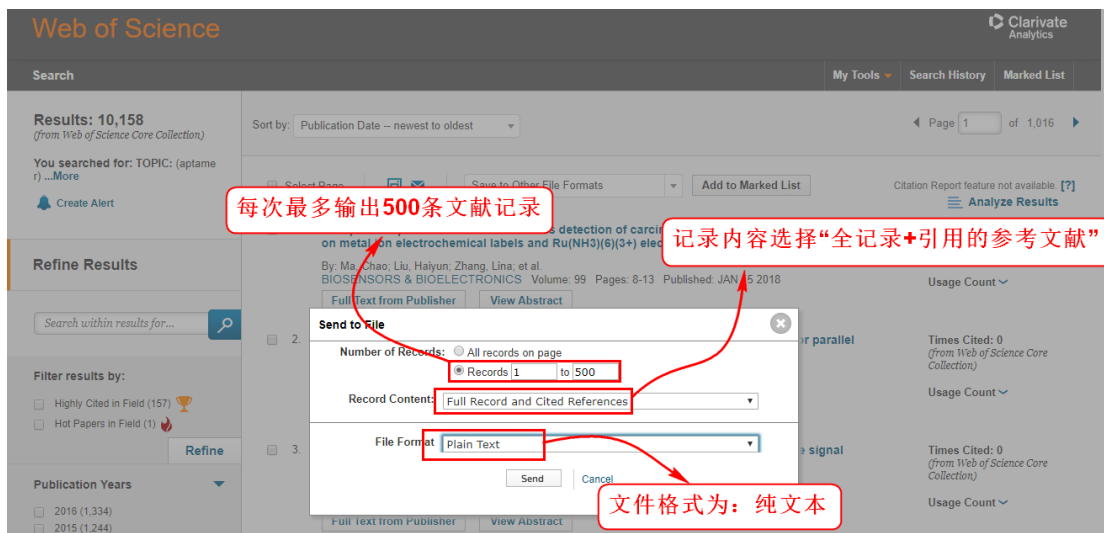 Web of Science
Clarivate
Analytics
Search
My Tools
Search History
Marked List
Results: 10,158
(from Web of Science Core Collection)
You searched for: TOPIC: (aptame
r) ...More
Create Alert
Sort by: Publication Date -- newest to oldest
Page 1 of 1,016
Select Page
Save to Other File Formats
Add to Marked List
Citation Report feature not available. [?]
Analyze Results
每次最多输出500条文献记录
记录内容选择“全记录+引用的参考文献”
s detection of carcin
on metal ion electrochemical labels and Ru(NH3)(6)(3+) elec
By: Ma, Chao; Liu, Haiyun; Zhang, Lina; et al.
BIOSENSORS & BIOELECTRONICS Volume: 99 Pages: 8-13 Published: JAN 15 2018
Full Text from Publisher
View Abstract
Usage Count
Refine Results
Search within results for...
Filter results by:
Highly Cited in Field (157)
Hot Papers in Field (1)
Refine
Publication Years
2016 (1,334)
2015 (1,244)
Send to File
Number of Records: All records on page
Records 1 to 500
Record Content: Full Record and Cited References
File Format Plain Text
Send
Cancel
文件格式为：纯文本
2.
or parallel
Times Cited: 0
(from Web of Science Core
Collection)
Usage Count
3.
e signal
Times Cited: 0
(from Web of Science Core
Collection)
Usage Count
Full Text from Publisher
View Abstract